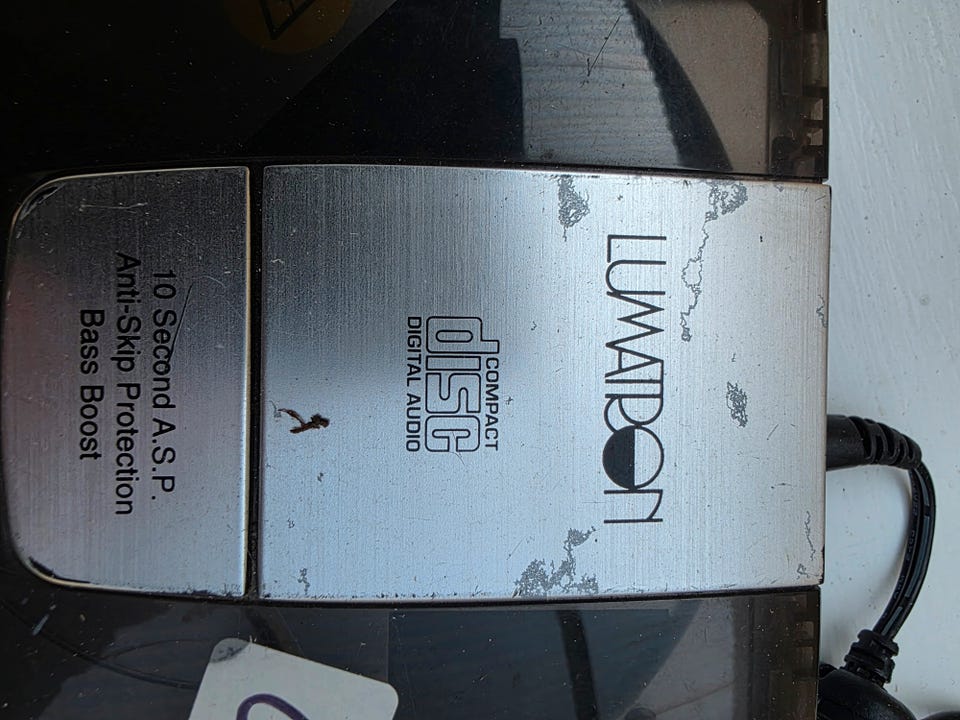 LUMATRON
COMPACT
disc
DIGITAL AUDIO
10 Second A.S.P.
Anti-Skip Protection
Bass Boost